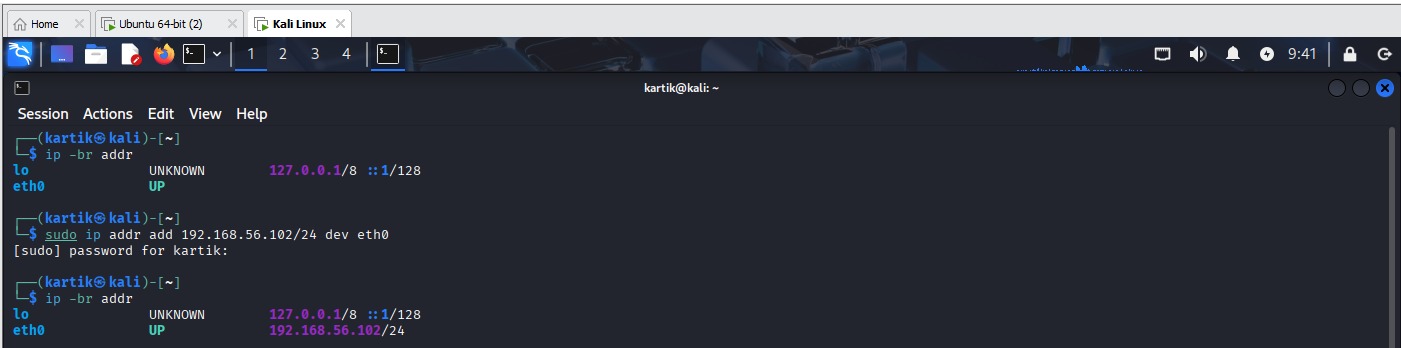 Home Ubuntu 64-bit (2) Kali Linux
1 2 3 4 9:41
kartik@kali: ~
Session Actions Edit View Help
┌──(kartik㉿kali)-[~]
└─$ ip -br addr
lo UNKNOWN 127.0.0.1/8 ::1/128
eth0 UP
┌──(kartik㉿kali)-[~]
└─$ sudo ip addr add 192.168.56.102/24 dev eth0
[sudo] password for kartik:
┌──(kartik㉿kali)-[~]
└─$ ip -br addr
lo UNKNOWN 127.0.0.1/8 ::1/128
eth0 UP 192.168.56.102/24